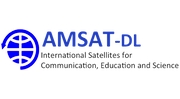 AMSAT-DL
International Satellites for
Communication, Education and Science